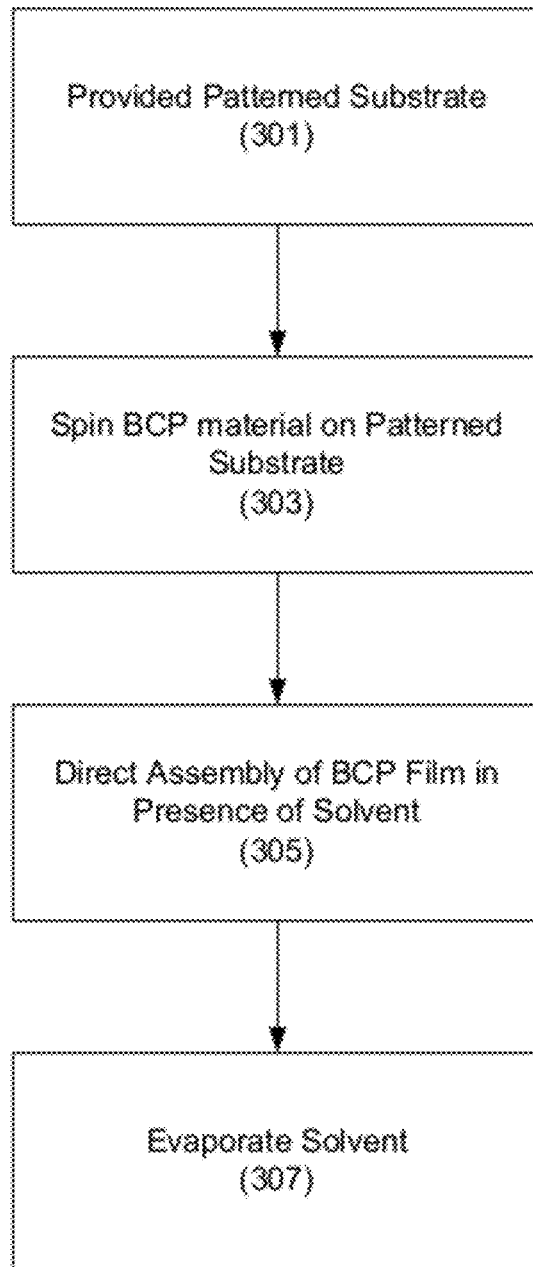 Provided Patterned Substrate
(301)
Spin BCP material on Patterned
Substrate
(303)
Direct Assembly of BCP Film in
Presence of Solvent
(305)
Evaporate Solvent
(307)